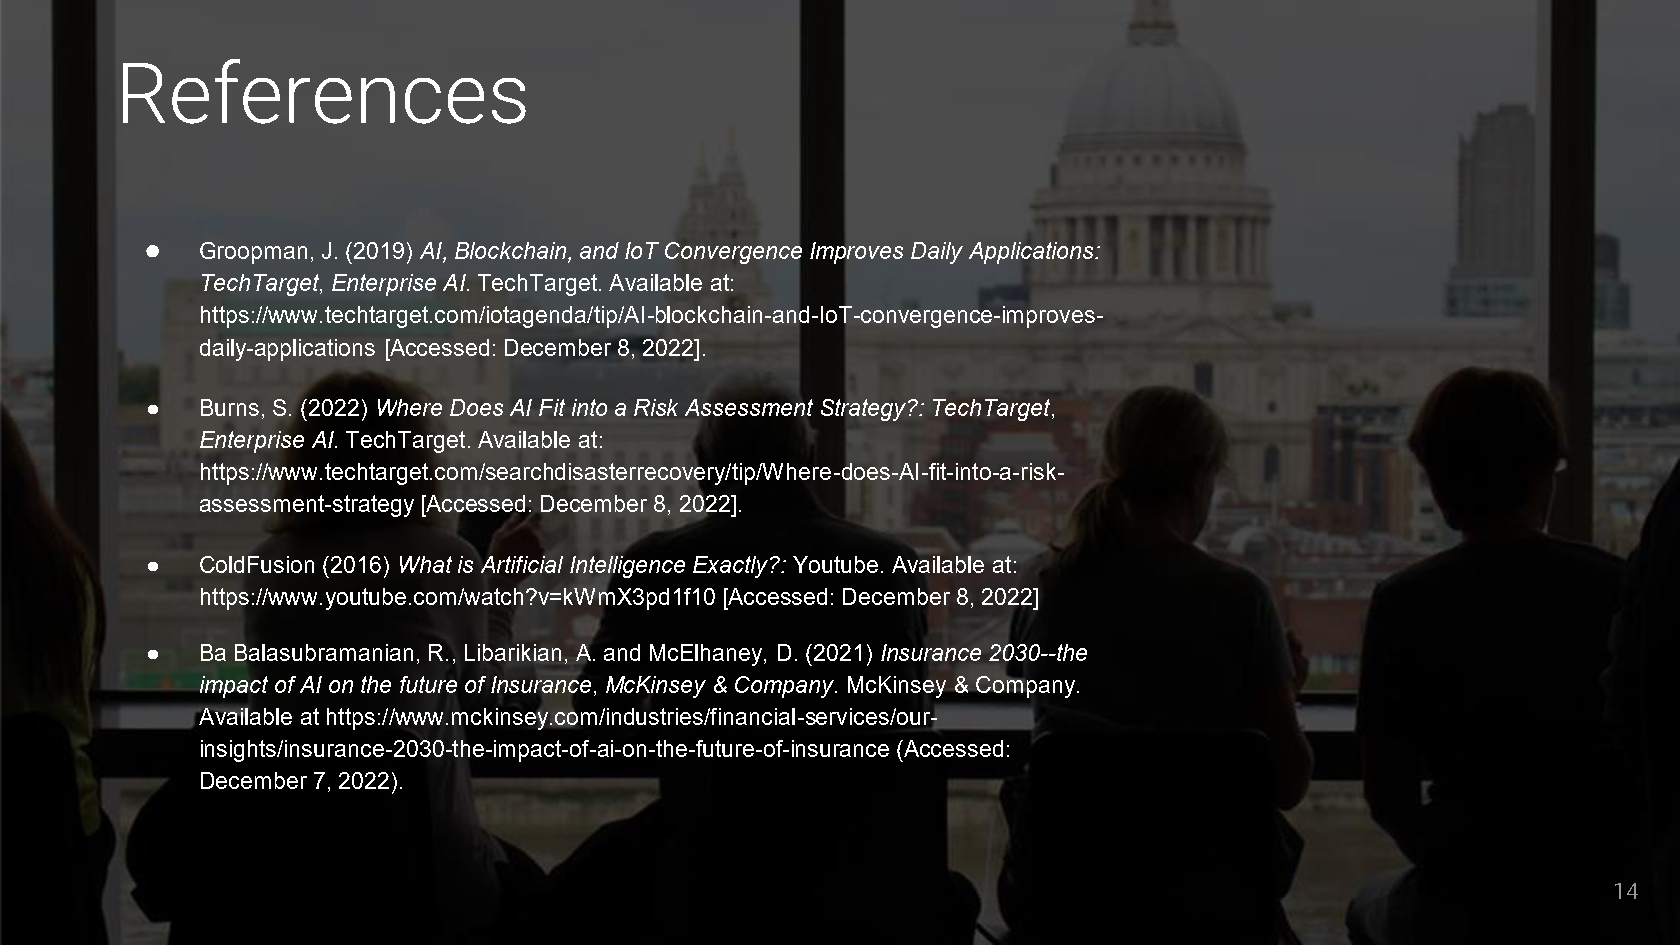 References
● Groopman, J. (2019) AI, Blockchain, and IoT Convergence Improves Daily Applications:
TechTarget, Enterprise AI. TechTarget. Available at:
https://www.techtarget.com/iotagenda/tip/AI-blockchain-and-IoT-convergence-improves-
daily-applications [Accessed: December 8, 2022].
● Burns, S. (2022) Where Does AI Fit into a Risk Assessment Strategy?: TechTarget,
Enterprise AI. TechTarget. Available at:
https://www.techtarget.com/searchdisasterrecovery/tip/Where-does-AI-fit-into-a-risk-
assessment-strategy [Accessed: December 8, 2022].
● ColdFusion (2016) What is Artificial Intelligence Exactly?: Youtube. Available at:
https://www.youtube.com/watch?v=kWmX3pd1f10 [Accessed: December 8, 2022]
● Ba Balasubramanian, R., Libarikian, A. and McElhaney, D. (2021) Insurance 2030--the
impact of AI on the future of Insurance, McKinsey & Company. McKinsey & Company.
Available at https://www.mckinsey.com/industries/financial-services/our-
insights/insurance-2030-the-impact-of-ai-on-the-future-of-insurance (Accessed:
December 7, 2022).
14